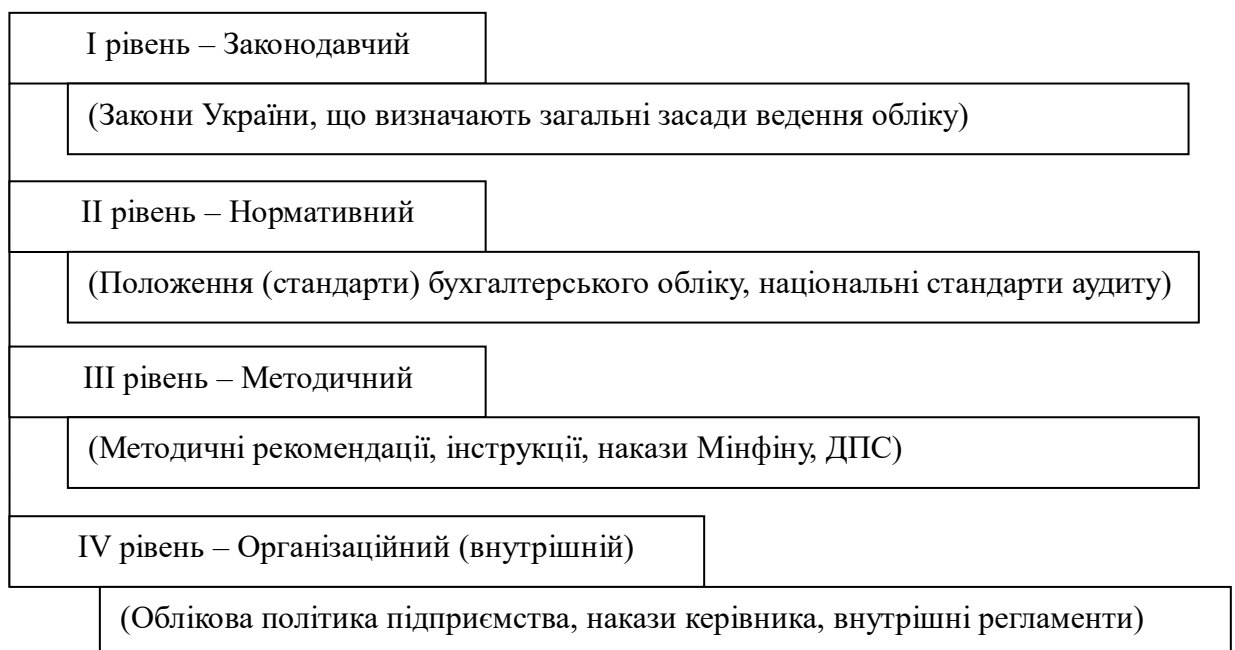 І рівень – Законодавчий
(Закони України, що визначають загальні засади ведення обліку)
ІІ рівень – Нормативний
(Положення (стандарти) бухгалтерського обліку, національні стандарти аудиту)
ІІІ рівень – Методичний
(Методичні рекомендації, інструкції, накази Мінфіну, ДПС)
IV рівень – Організаційний (внутрішній)
(Облікова політика підприємства, накази керівника, внутрішні регламенти)